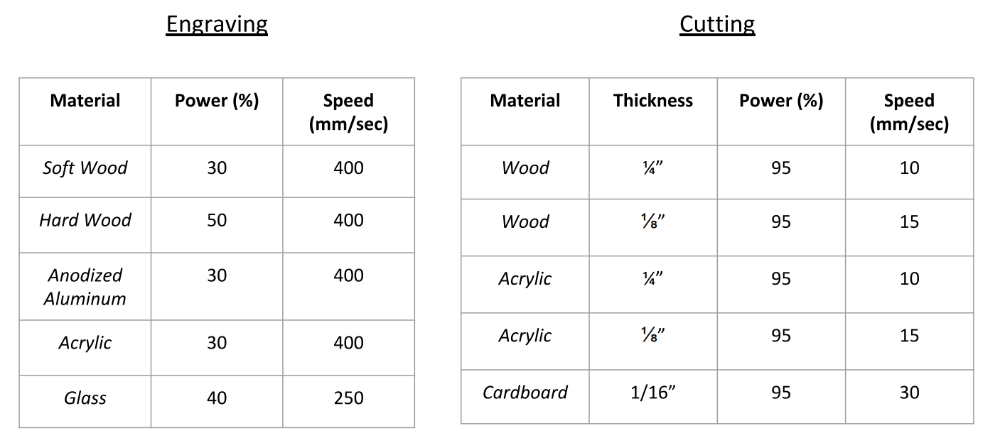 Engraving
Material Power (%) Speed
(mm/sec)
Soft Wood 30 400
Hard Wood 50 400
Anodized 30 400
Aluminum
Acrylic 30 400
Glass 40 250
Cutting
Material Thickness Power (%) Speed
(mm/sec)
Wood ¼” 95 10
Wood ⅛” 95 15
Acrylic ¼” 95 10
Acrylic ⅛” 95 15
Cardboard 1/16” 95 30